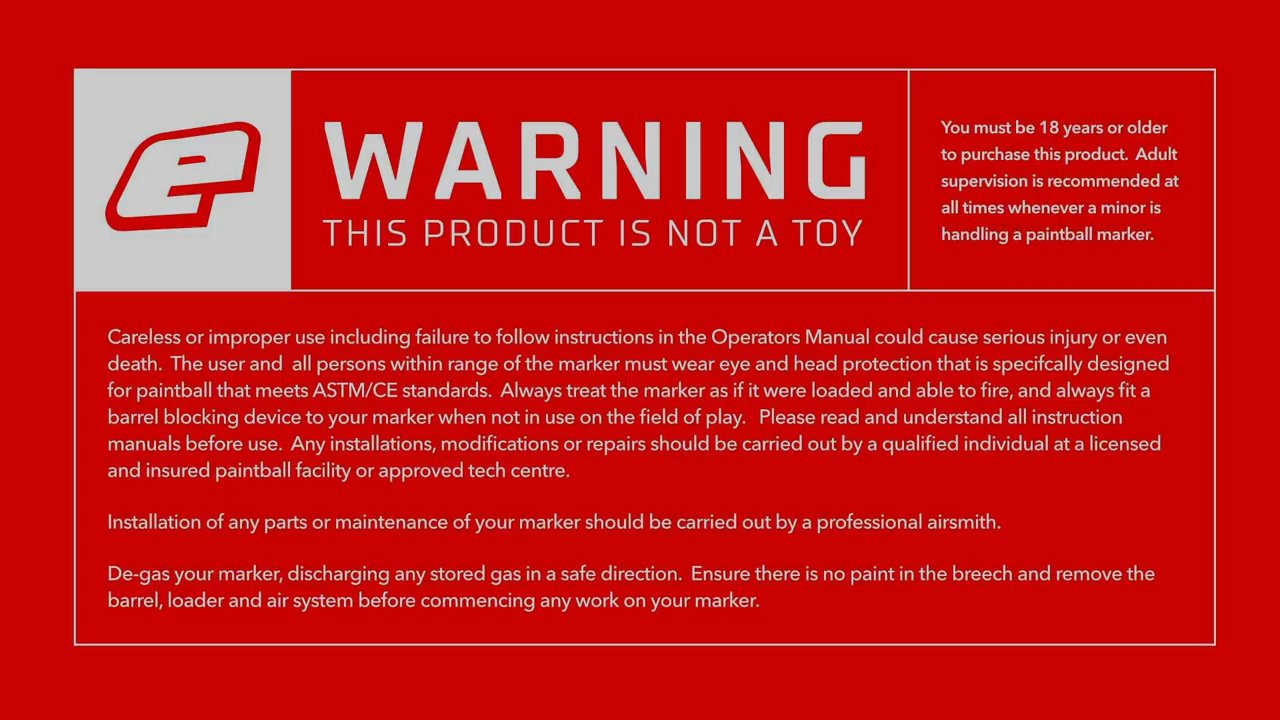 e
WARNING
THIS PRODUCT IS NOT A TOY
You must be 18 years or older
to purchase this product.  Adult
supervision is recommended at
all times whenever a minor is
handling a paintball marker.
Careless or improper use including failure to follow instructions in the Operators Manual could cause serious injury or even
death.  The user and  all persons within range of the marker must wear eye and head protection that is specifcally designed
for paintball that meets ASTM/CE standards.  Always treat the marker as if it were loaded and able to fire, and always fit a
barrel blocking device to your marker when not in use on the field of play.   Please read and understand all instruction
manuals before use.  Any installations, modifications or repairs should be carried out by a qualified individual at a licensed
and insured paintball facility or approved tech centre.
Installation of any parts or maintenance of your marker should be carried out by a professional airsmith.
De-gas your marker, discharging any stored gas in a safe direction.  Ensure there is no paint in the breech and remove the
barrel, loader and air system before commencing any work on your marker.